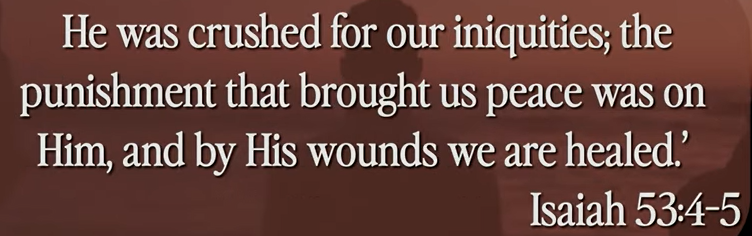 He was crushed for our iniquities; the
punishment that brought us peace was on
Him, and by His wounds we are healed.’
Isaiah 53:4-5